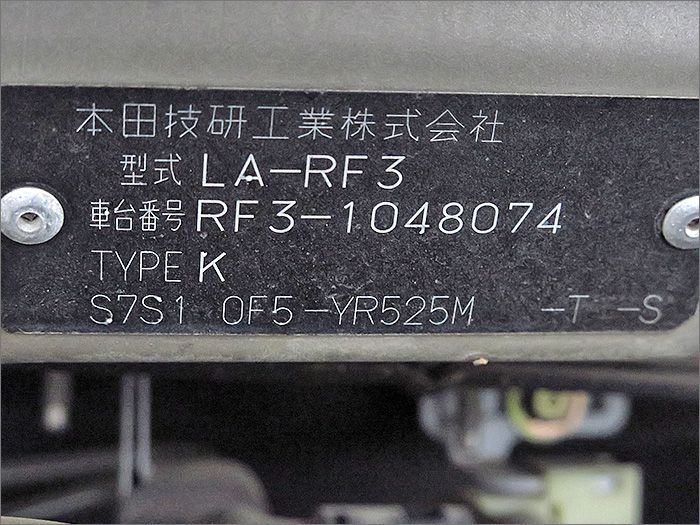 本田技研工業株式会社
型式 LA-RF3
車台番号 RF3-1048074
TYPE K
S7S1 0F5-YR525M -T -S